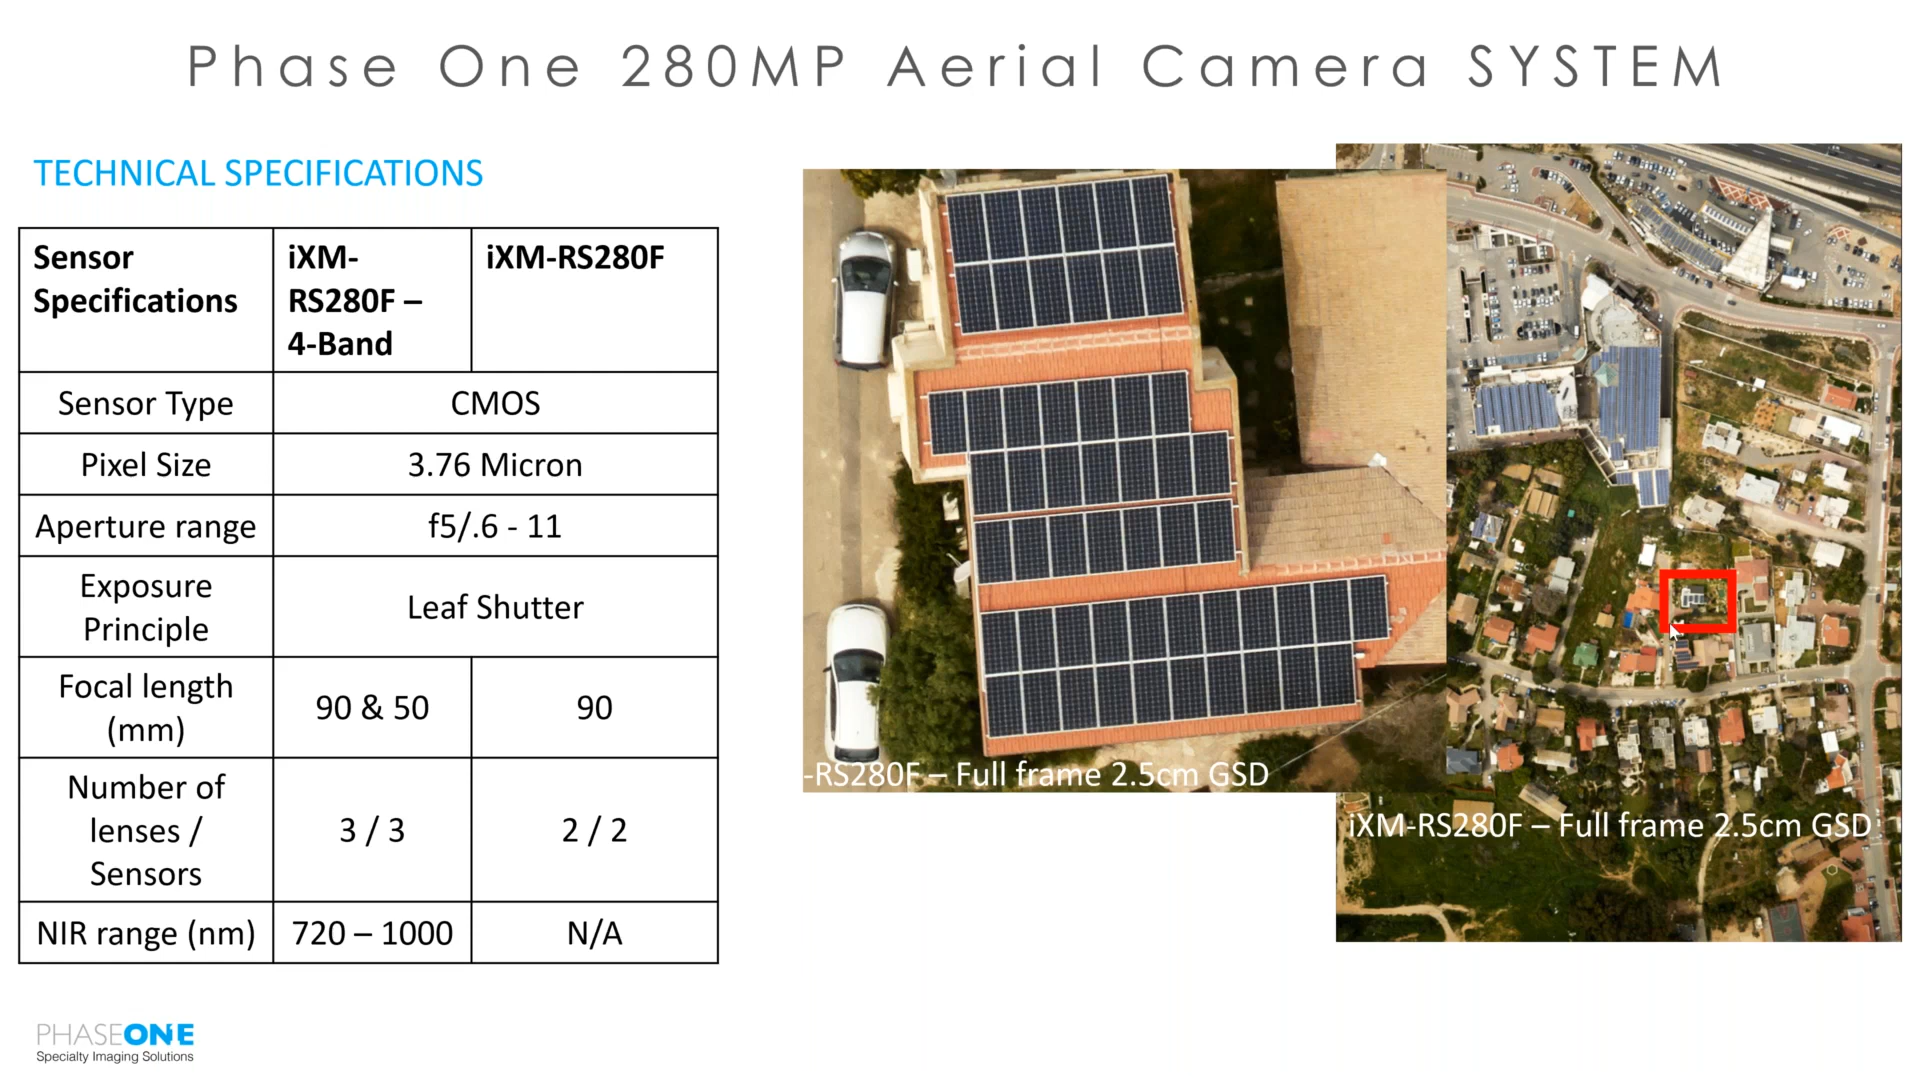 Phase One 280MP Aerial Camera SYSTEM
TECHNICAL SPECIFICATIONS
Sensor
Specifications
iXM-
RS280F –
4-Band
iXM-RS280F
Sensor Type
CMOS
Pixel Size
3.76 Micron
Aperture range
f5/.6 - 11
Exposure
Principle
Leaf Shutter
Focal length
(mm)
90 & 50
90
Number of
lenses /
Sensors
3 / 3
2 / 2
NIR range (nm)
720 – 1000
N/A
-RS280F – Full frame 2.5cm GSD
iXM-RS280F – Full frame 2.5cm GSD
PHASEONE
Specialty Imaging Solutions